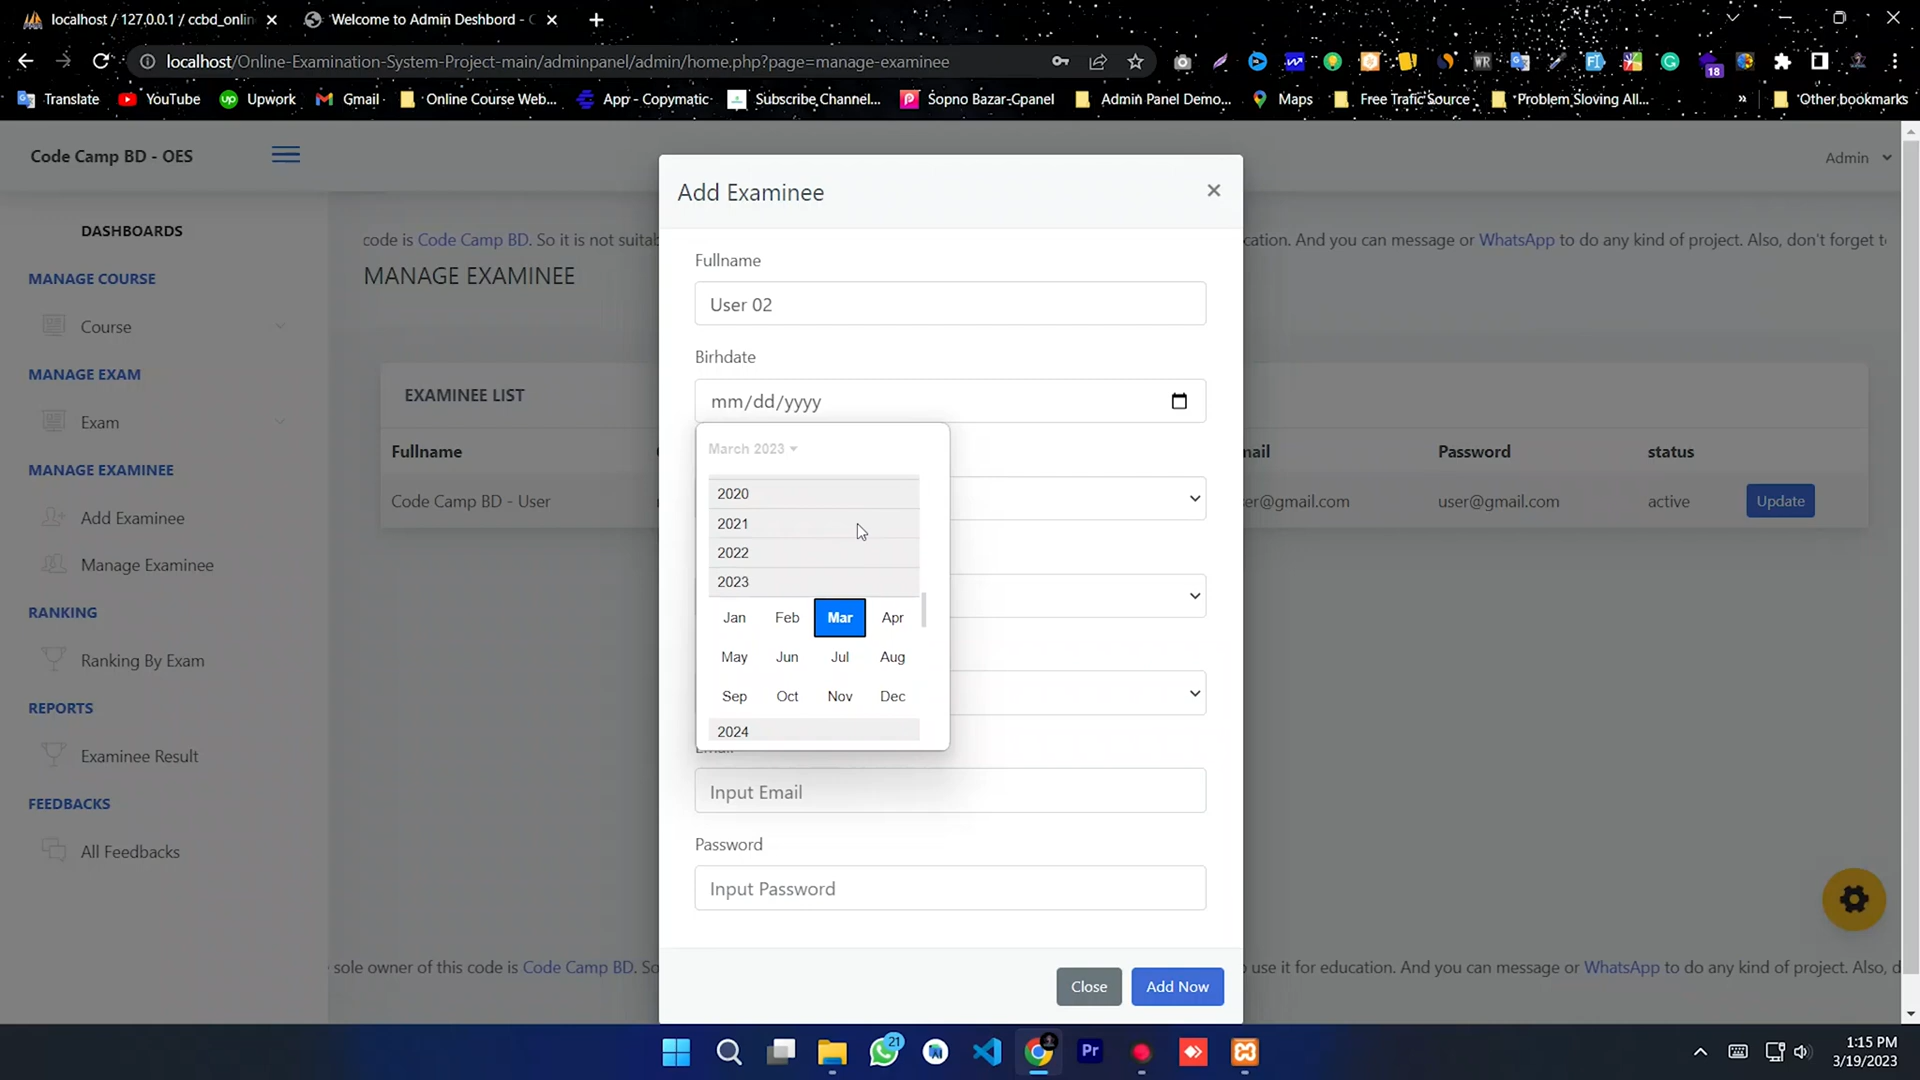 localhost / 127.0.0.1 / ccbd_onlin
Welcome to Admin Deshbord - C
localhost/Online-Examination-System-Project-main/adminpanel/admin/home.php?page=manage-examinee
WR
18
Translate
YouTube
up
Upwork
Gmail
Online Course Web...
App - Copymatic
Subscribe Channel...
Sopno Bazar-Cpanel
Admin Panel Demo...
Maps
Free Trafic Source
Problem Sloving All...
»
Other bookmarks
Code Camp BD - OES
Admin
Add Examinee
×
DASHBOARDS
code is Code Camp BD. So it is not suitab
cation. And you can message or WhatsApp to do any kind of project. Also, don't forget t
MANAGE EXAMINEE
Fullname
User 02
MANAGE COURSE
Course
Birhdate
mm/dd/yyyy
MANAGE EXAM
Exam
EXAMINEE LIST
Fullname
nail
Password
status
Code Camp BD - User
er@gmail.com
user@gmail.com
active
Update
March 2023
2020
2021
2022
2023
Jan Feb Mar Apr
May Jun Jul Aug
Sep Oct Nov Dec
2024
MANAGE EXAMINEE
Add Examinee
Manage Examinee
RANKING
Ranking By Exam
REPORTS
Examinee Result
FEEDBACKS
All Feedbacks
Input Email
Password
Input Password
sole owner of this code is Code Camp BD. So
use it for education. And you can message or WhatsApp to do any kind of project. Also, d
Close
Add Now
21
Pr
1:15 PM
3/19/2023